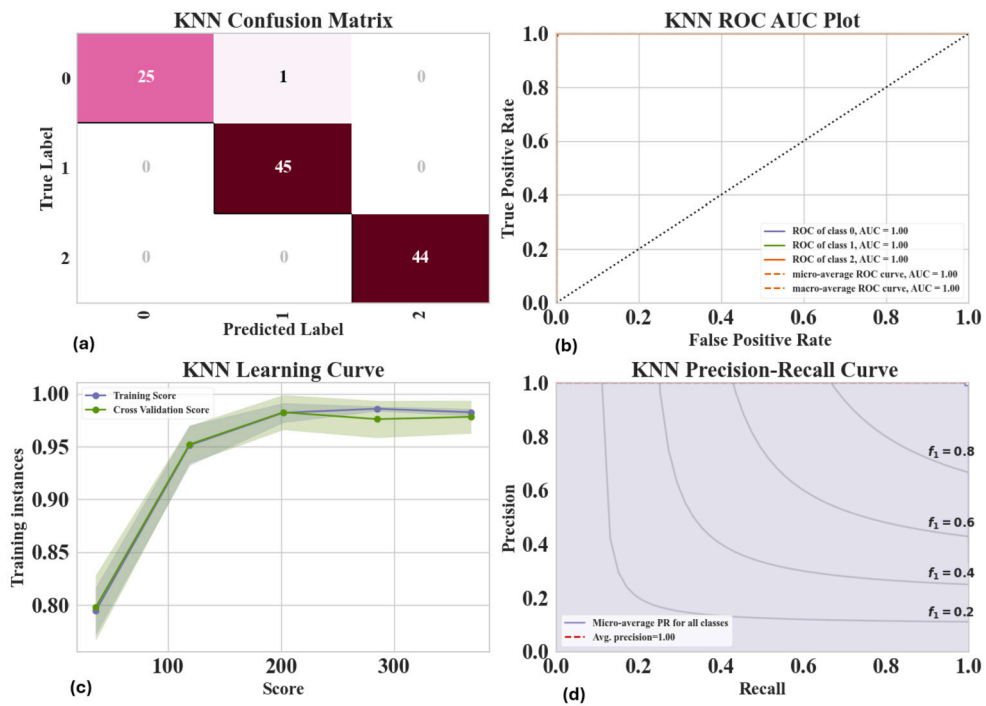 KNN Confusion Matrix
True Label
0
1
2
25
1
0
0
45
0
0
0
44
0
1
2
Predicted Label
(a)
KNN ROC AUC Plot
True Positive Rate
1.0
0.8
0.6
0.4
0.2
0.0
ROC of class 0, AUC = 1.00
ROC of class 1, AUC = 1.00
ROC of class 2, AUC = 1.00
micro-average ROC curve, AUC = 1.00
macro-average ROC curve, AUC = 1.00
0.0 0.2 0.4 0.6 0.8 1.0
False Positive Rate
(b)
KNN Learning Curve
Training instances
1.00
0.95
0.90
0.85
0.80
Training Score
Cross Validation Score
100 200 300
Score
(c)
KNN Precision-Recall Curve
Precision
1.0
0.8
0.6
0.4
0.2
0.0
f₁ = 0.8
f₁ = 0.6
f₁ = 0.4
f₁ = 0.2
Micro-average PR for all classes
Avg. precision=1.00
0.0 0.2 0.4 0.6 0.8 1.0
Recall
(d)